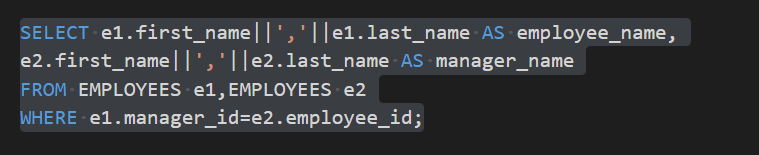 SELECT e1.first_name||','||e1.last_name AS employee_name,
e2.first_name||','||e2.last_name AS manager_name
FROM EMPLOYEES e1,EMPLOYEES e2
WHERE e1.manager_id=e2.employee_id;